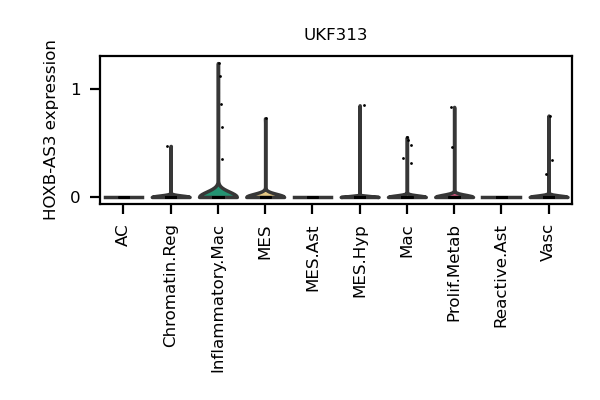 UKF313
HOXB-AS3 expression
1
0
AC
Chromatin.Reg
Inflammatory.Mac
MES
MES.Ast
MES.Hyp
Mac
Prolif.Metab
Reactive.Ast
Vasc